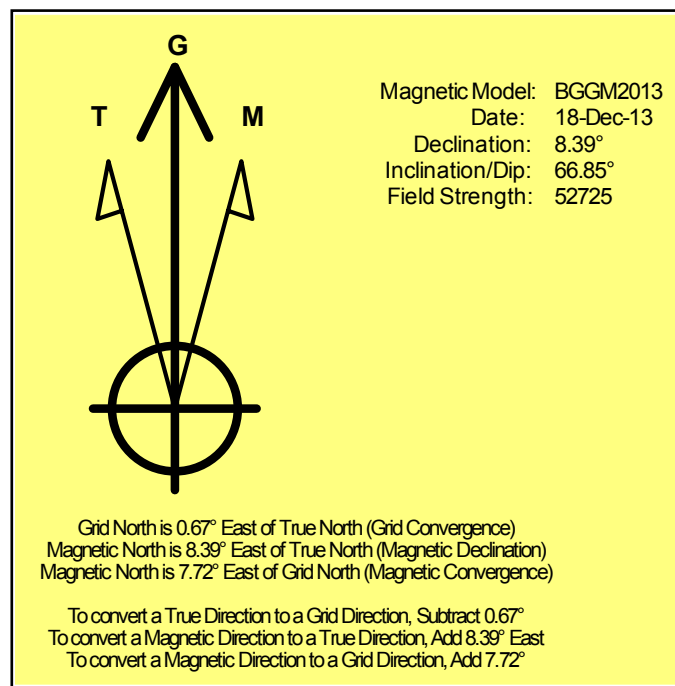 G
T M
Magnetic Model: BGGM2013
Date: 18-Dec-13
Declination: 8.39°
Inclination/Dip: 66.85°
Field Strength: 52725
Grid North is 0.67° East of True North (Grid Convergence)
Magnetic North is 8.39° East of True North (Magnetic Declination)
Magnetic North is 7.72° East of Grid North (Magnetic Convergence)
To convert a True Direction to a Grid Direction, Subtract 0.67°
To convert a Magnetic Direction to a True Direction, Add 8.39° East
To convert a Magnetic Direction to a Grid Direction, Add 7.72°